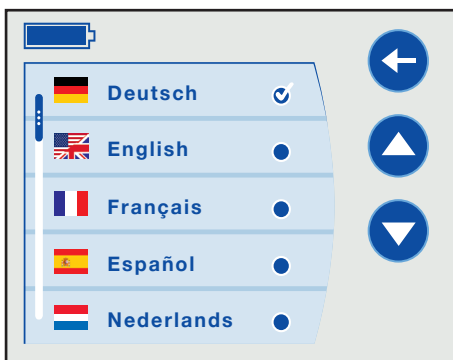 Deutsch
English
Français
Español
Nederlands